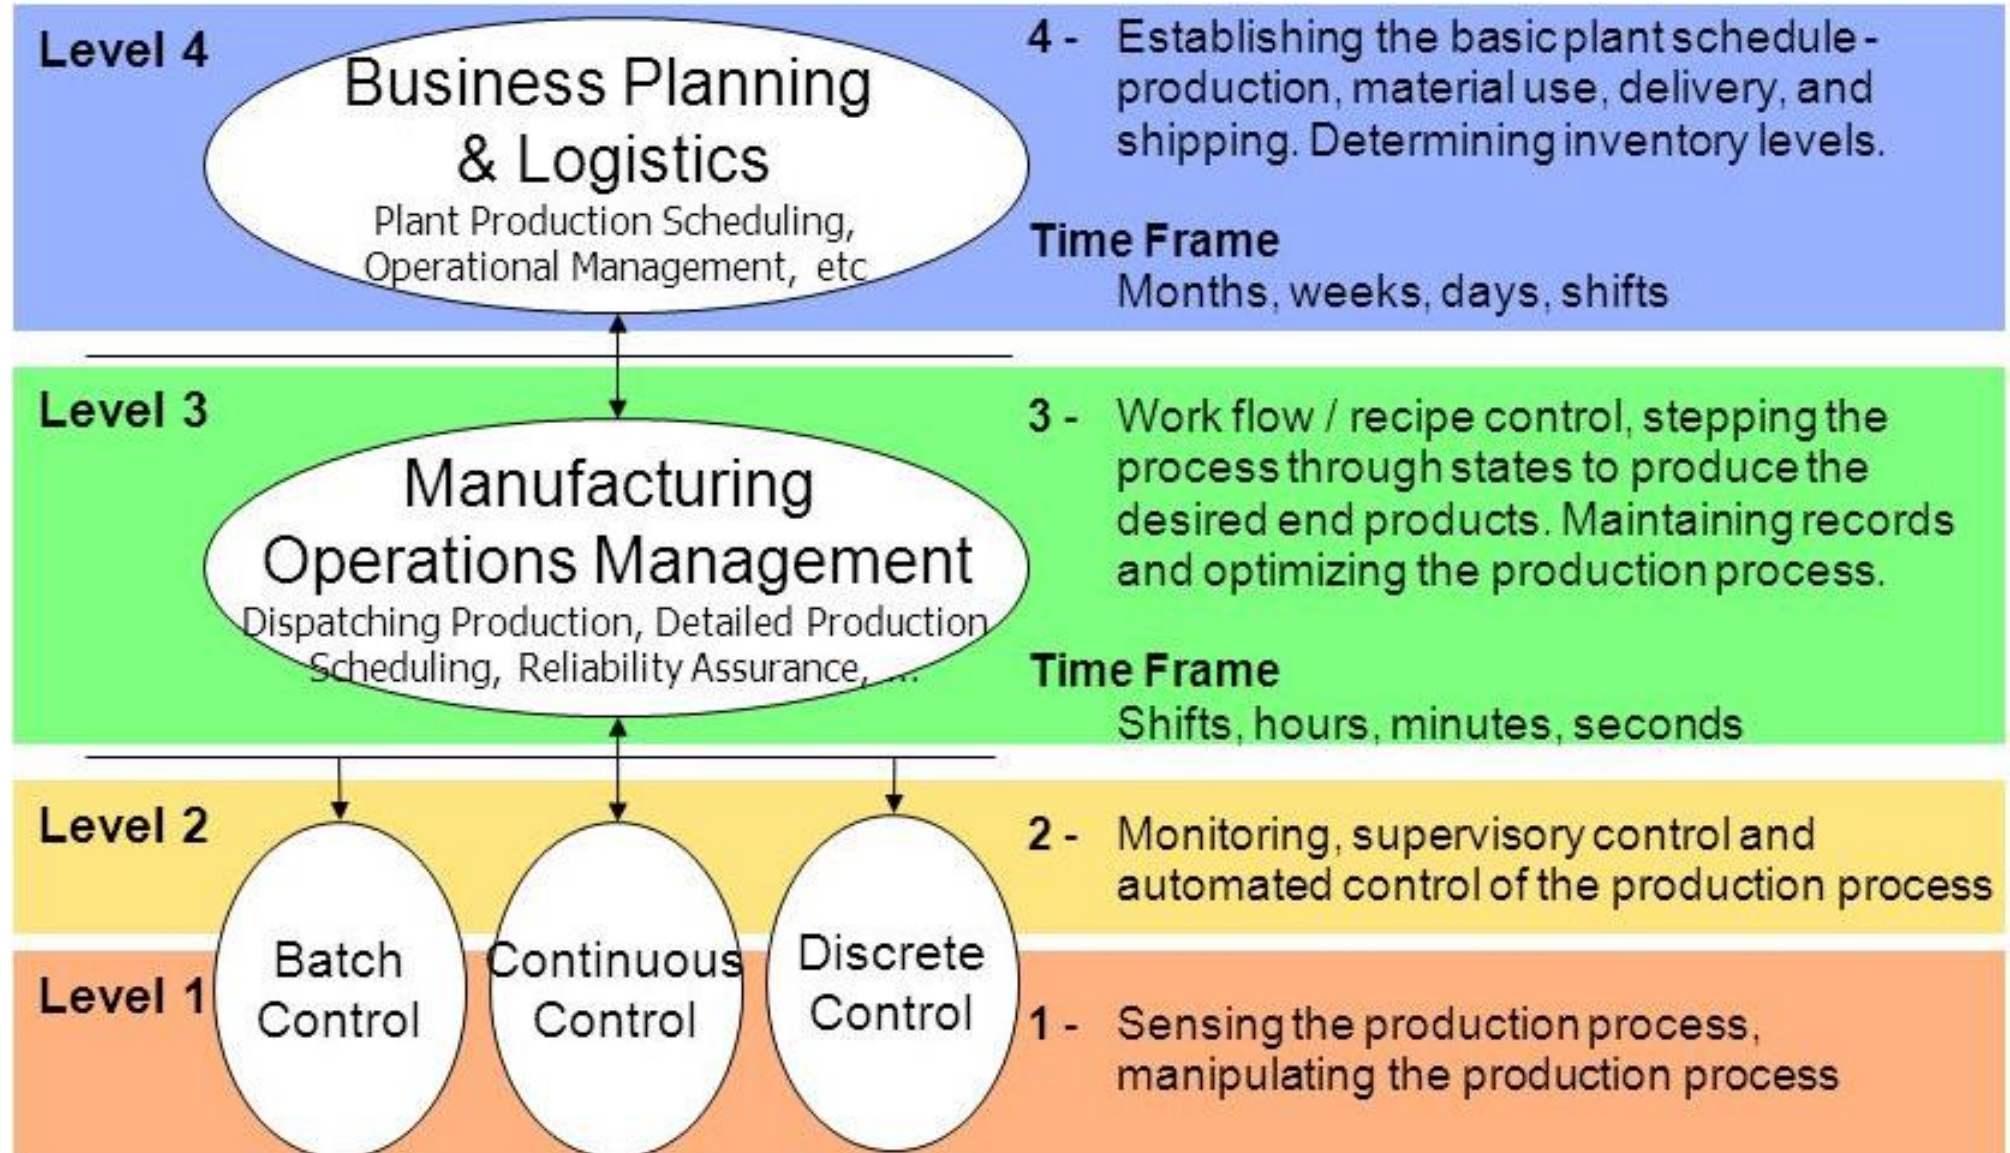 Level 4
Business Planning
& Logistics
Plant Production Scheduling,
Operational Management, etc
4 - Establishing the basic plant schedule -
production, material use, delivery, and
shipping. Determining inventory levels.
Time Frame
Months, weeks, days, shifts
Level 3
Manufacturing
Operations Management
Dispatching Production, Detailed Production
Scheduling, Reliability Assurance, ...
3 - Work flow / recipe control, stepping the
process through states to produce the
desired end products. Maintaining records
and optimizing the production process.
Time Frame
Shifts, hours, minutes, seconds
Level 2
2 - Monitoring, supervisory control and
automated control of the production process
Level 1
Batch
Control
Continuous
Control
Discrete
Control
1 - Sensing the production process,
manipulating the production process